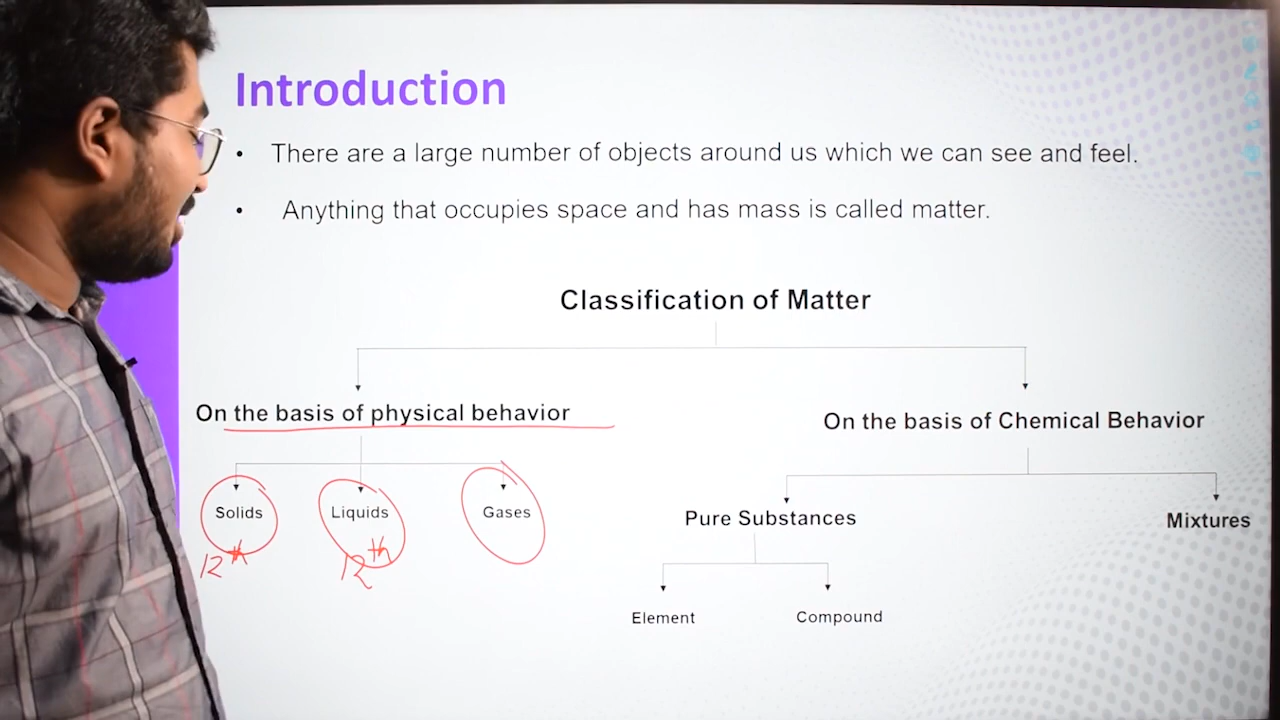 Introduction
• There are a large number of objects around us which we can see and feel.
• Anything that occupies space and has mass is called matter.
Classification of Matter
On the basis of physical behavior
On the basis of Chemical Behavior
Solids Liquids Gases
Pure Substances
Mixtures
12th 12th
Element Compound